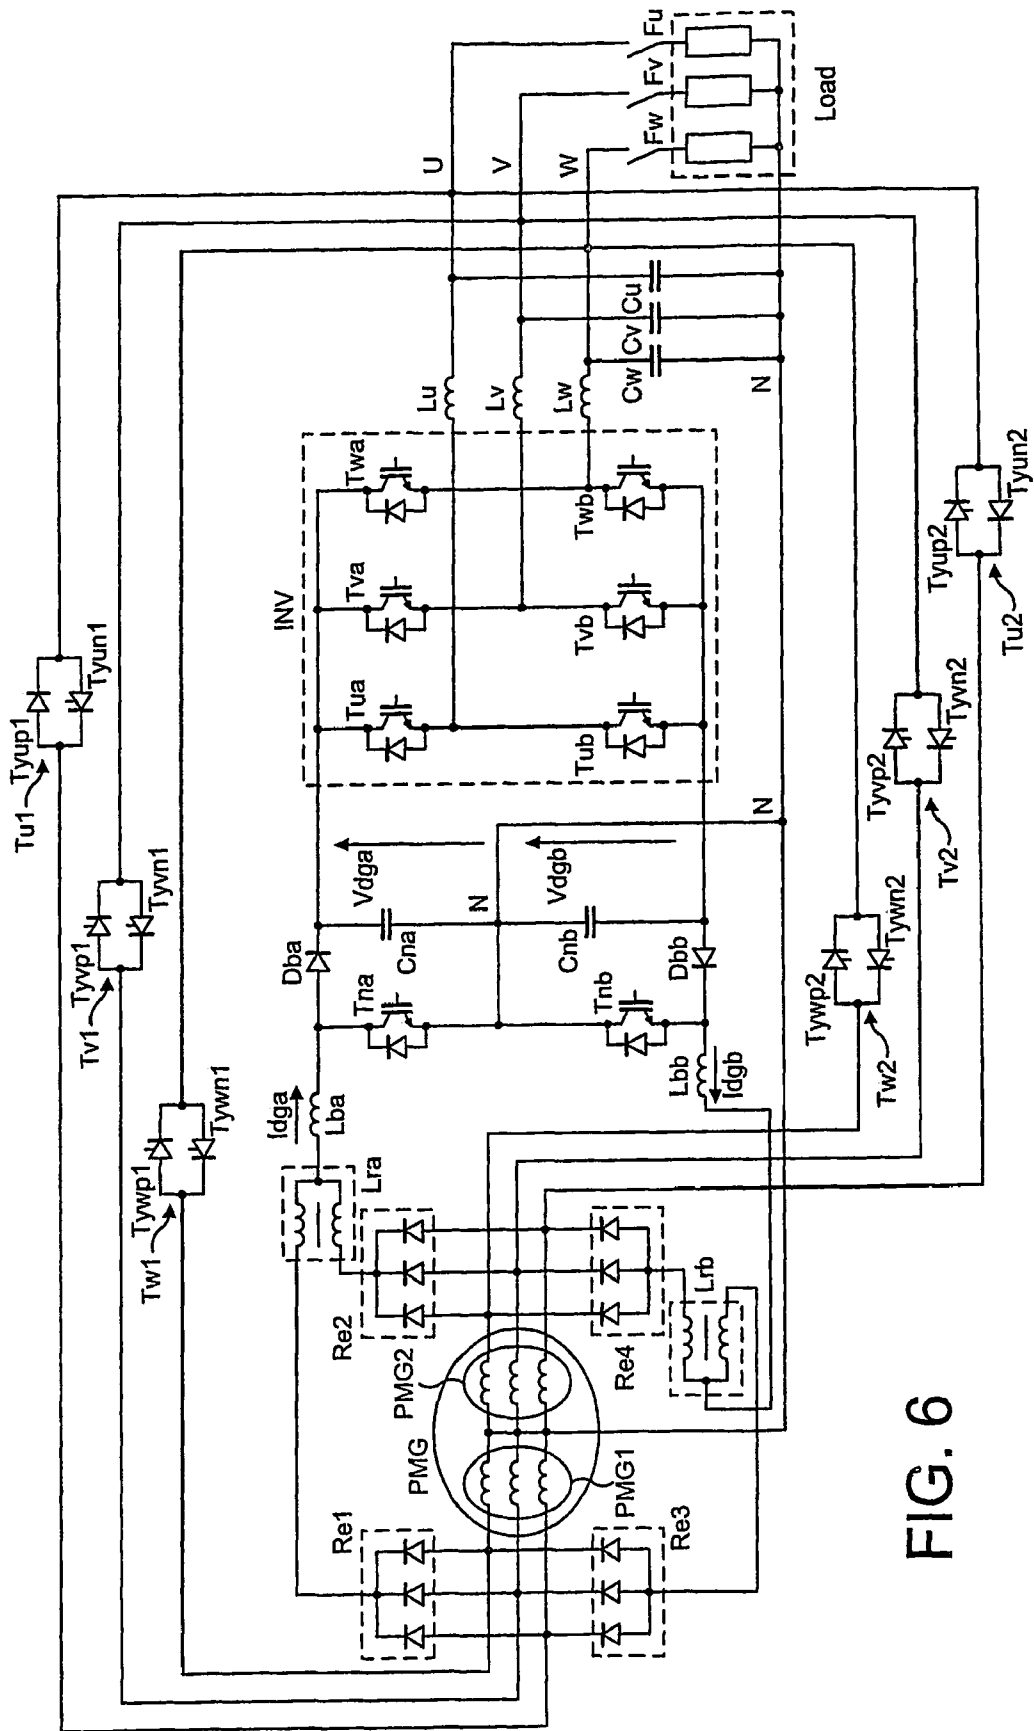 Tu1
Tyup1
Tyun1
Tv1
Tyvp1
Tyvn1
Tw1
Tywp1
Tywn1
Idga
Lba
Lra
Dba
Tna
Cna
Vdga
N
INV
Tua
Tva
Twa
Tub
Tvb
Twb
Lu
Lv
Lw
Cw
Cv
Cu
N
U
V
W
Fw
Fv
Fu
Load
Re1
Re2
PMG
PMG2
PMG1
Re3
Re4
Lrb
Lbb
Idgb
Tnb
Cnb
Dbb
Vdgb
N
Tywp2
Tywn2
Tw2
Tyvp2
Tyvn2
Tv2
Tyup2
Tyun2
Tu2
FIG. 6